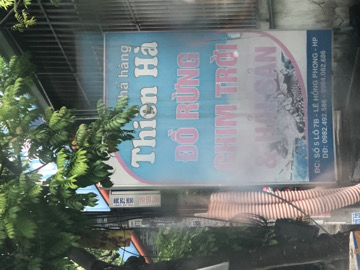 Nhà hàng
Thiên Hà
ĐỒ RỪNG
CHIM TRỜI
& HẢI SẢN
ĐC: SỐ 5 LÔ 7B - LÊ HỒNG PHONG - HP